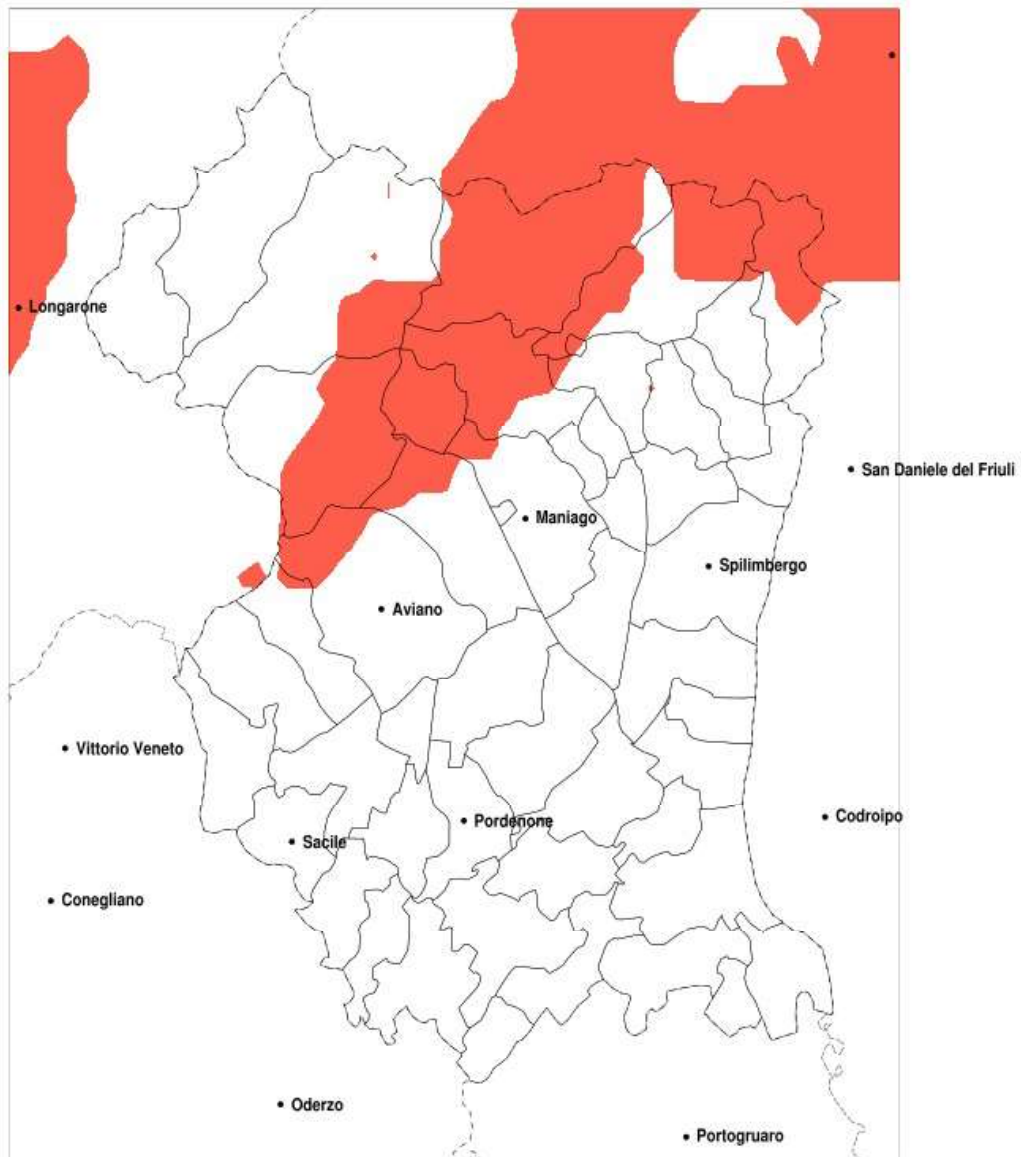 Longarone
San Daniele del Friuli
Maniago
Spilimbergo
Aviano
Vittorio Veneto
Codroipo
Pordenone
Sacile
Conegliano
Oderzo
Portogruaro